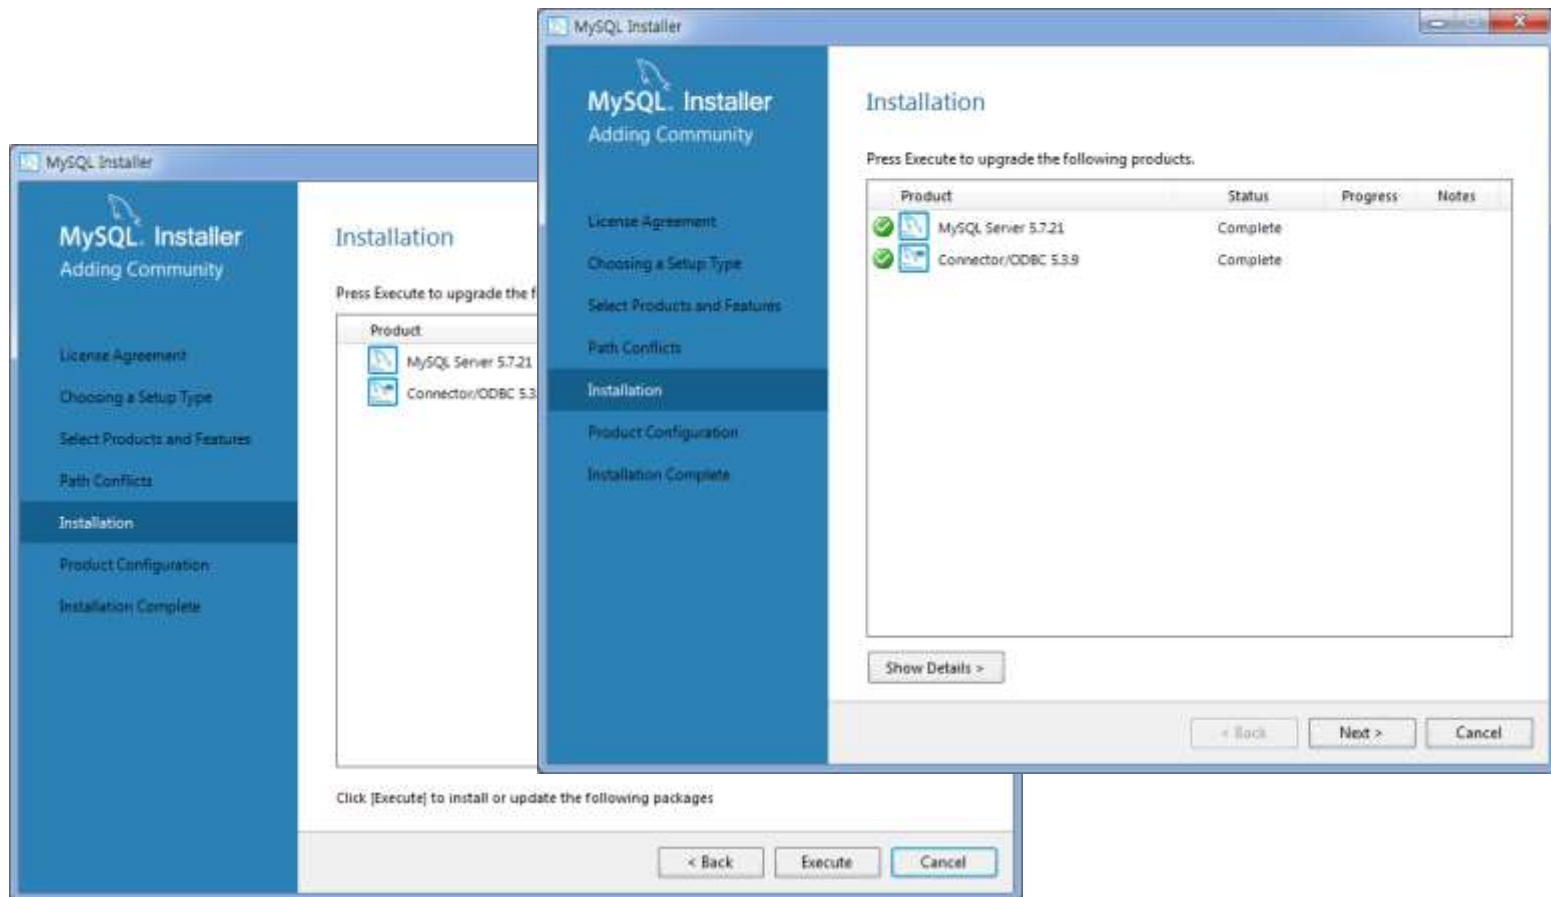 MySQL Installer
MySQL. Installer
Adding Community
License Agreement
Choosing a Setup Type
Select Products and Features
Path Conflicts
Installation
Product Configuration
Installation Complete
Installation
Press Execute to upgrade the f
Product
MySQL Server 5.7.21
Connector/ODBC 5.3
Click [Execute] to install or update the following packages
< Back Execute Cancel
MySQL Installer
MySQL. Installer
Adding Community
License Agreement
Choosing a Setup Type
Select Products and Features
Path Conflicts
Installation
Product Configuration
Installation Complete
Installation
Press Execute to upgrade the following products.
Product Status Progress Notes
MySQL Server 5.7.21 Complete
Connector/ODBC 5.3.9 Complete
Show Details >
< Back Next > Cancel